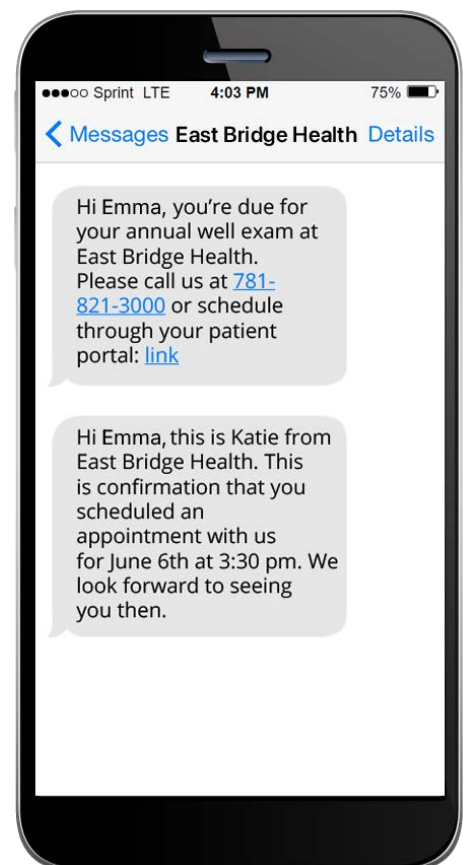 ●●●○○ Sprint LTE 4:03 PM 75%
Messages East Bridge Health Details
Hi Emma, you're due for
your annual well exam at
East Bridge Health.
Please call us at 781-
821-3000 or schedule
through your patient
portal: link
Hi Emma, this is Katie from
East Bridge Health. This
is confirmation that you
scheduled an
appointment with us
for June 6th at 3:30 pm. We
look forward to seeing
you then.